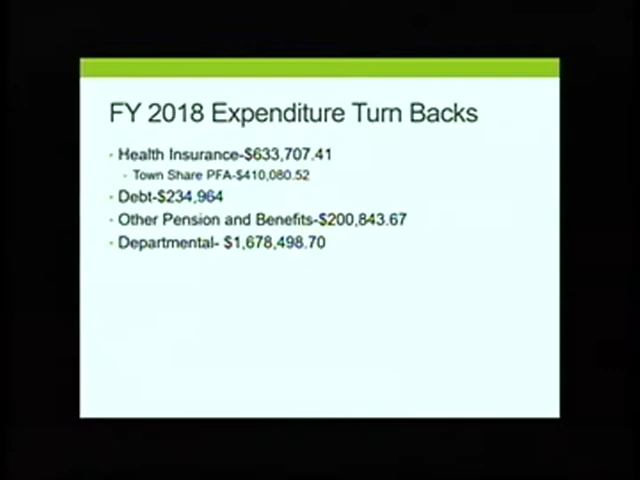 FY 2018 Expenditure Turn Backs
Health Insurance-$633,707.41
Town Share PFA-$410,080.52
Debt-$234,964
Other Pension and Benefits-$200,843.67
Departmental- $1,678,498.70